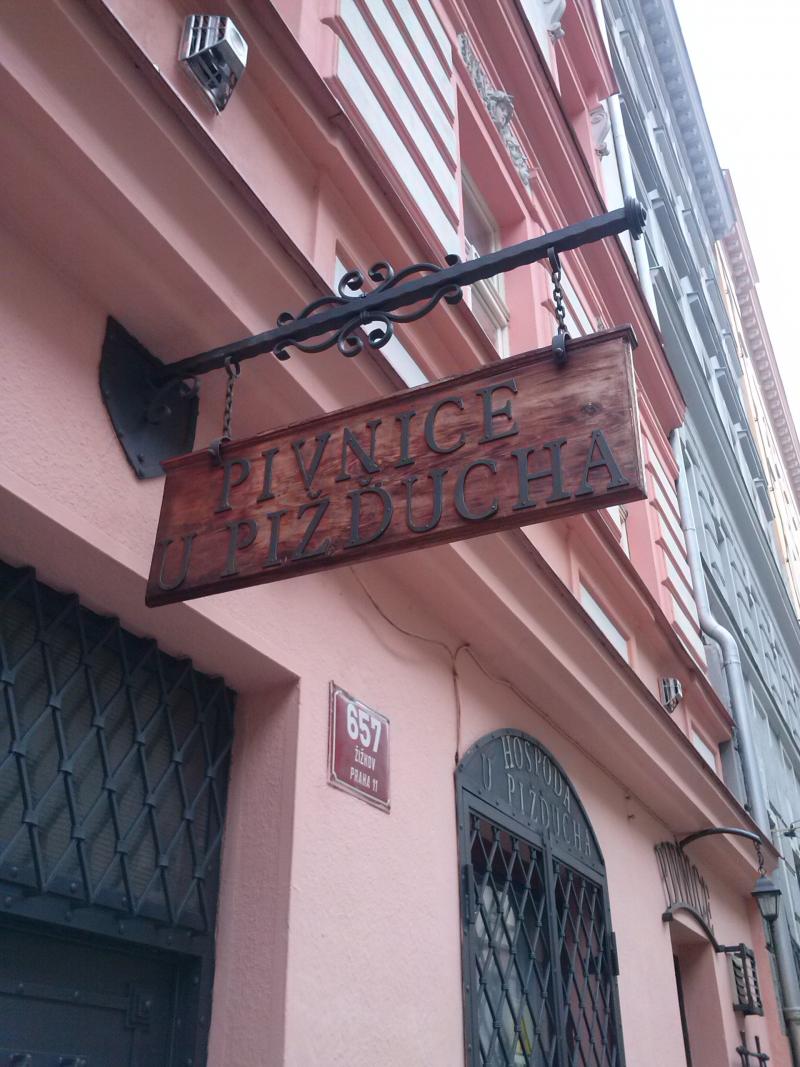 PIVNICE
U PIŽĎUCHA
657
ŽIŽKOV
PRAHA 11
HOSPODA
U PIŽĎUCHA